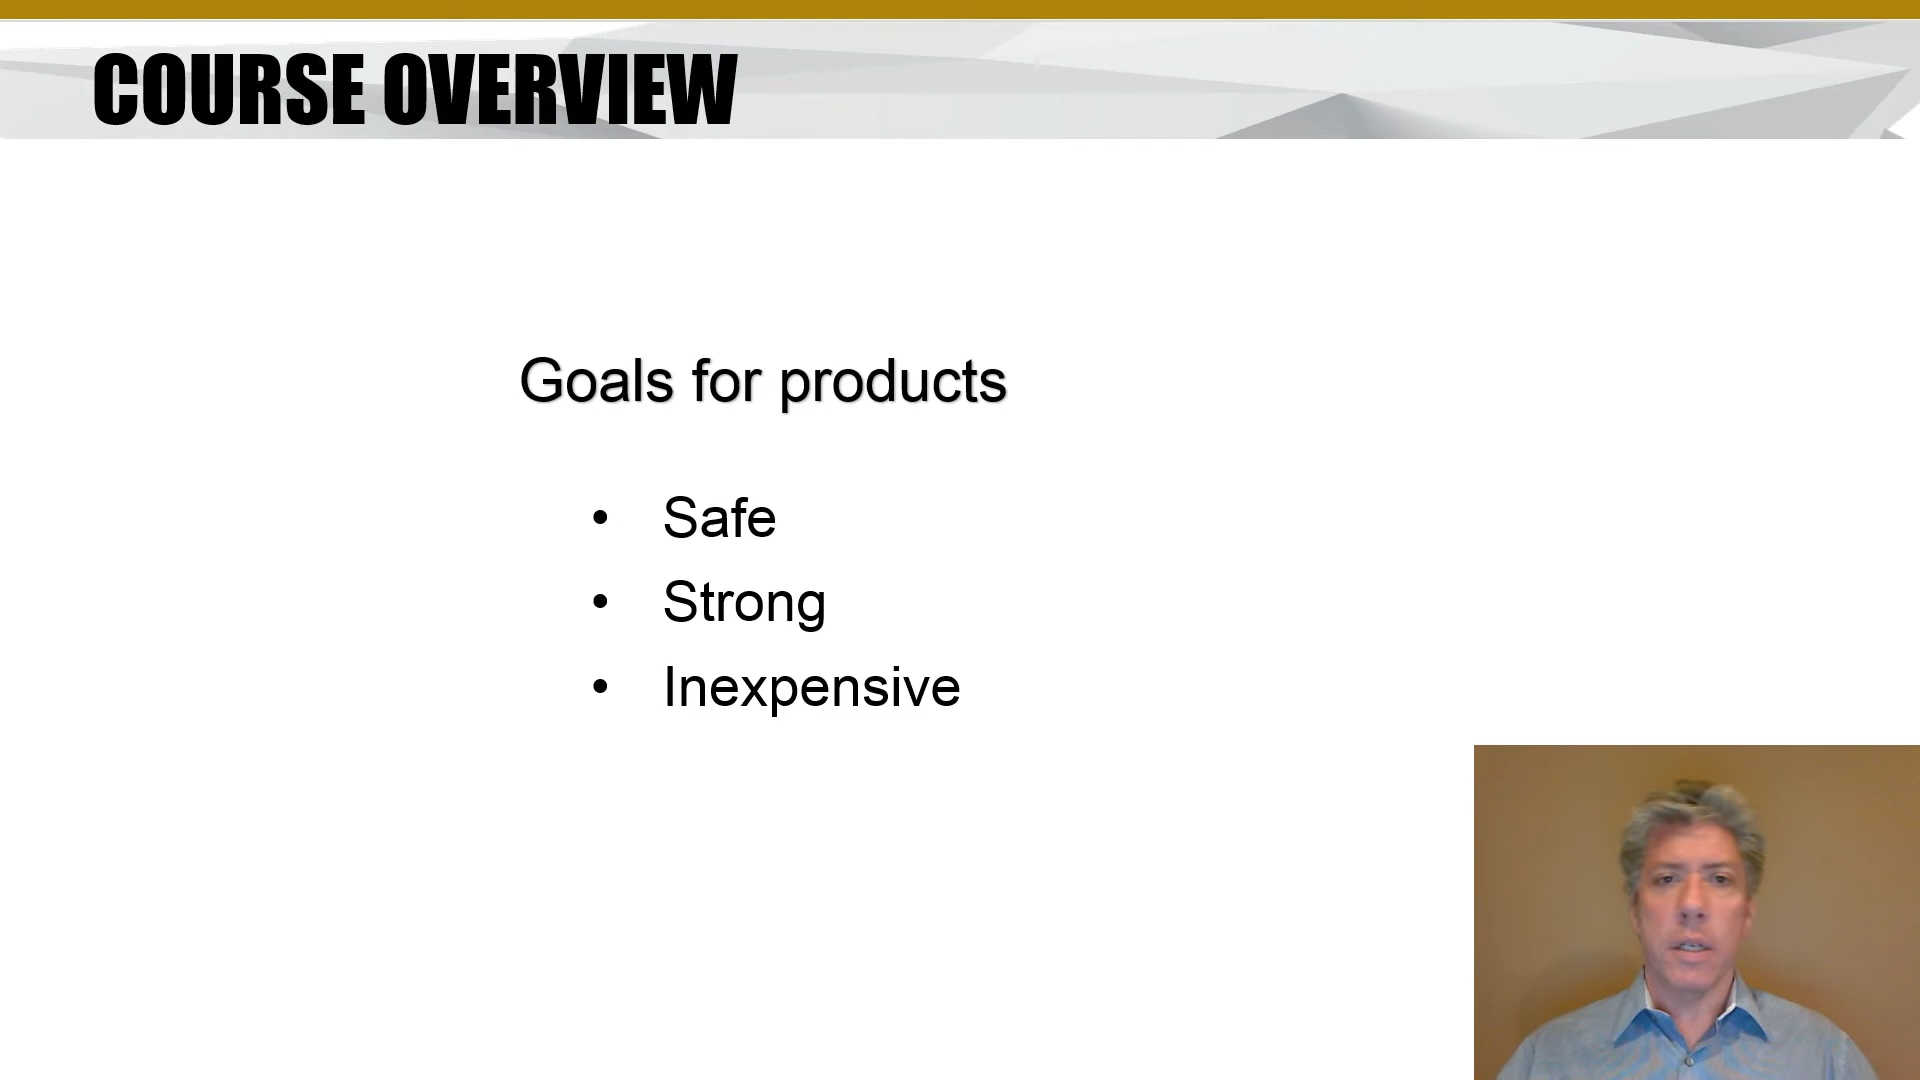 COURSE OVERVIEW
Goals for products
• Safe
• Strong
• Inexpensive